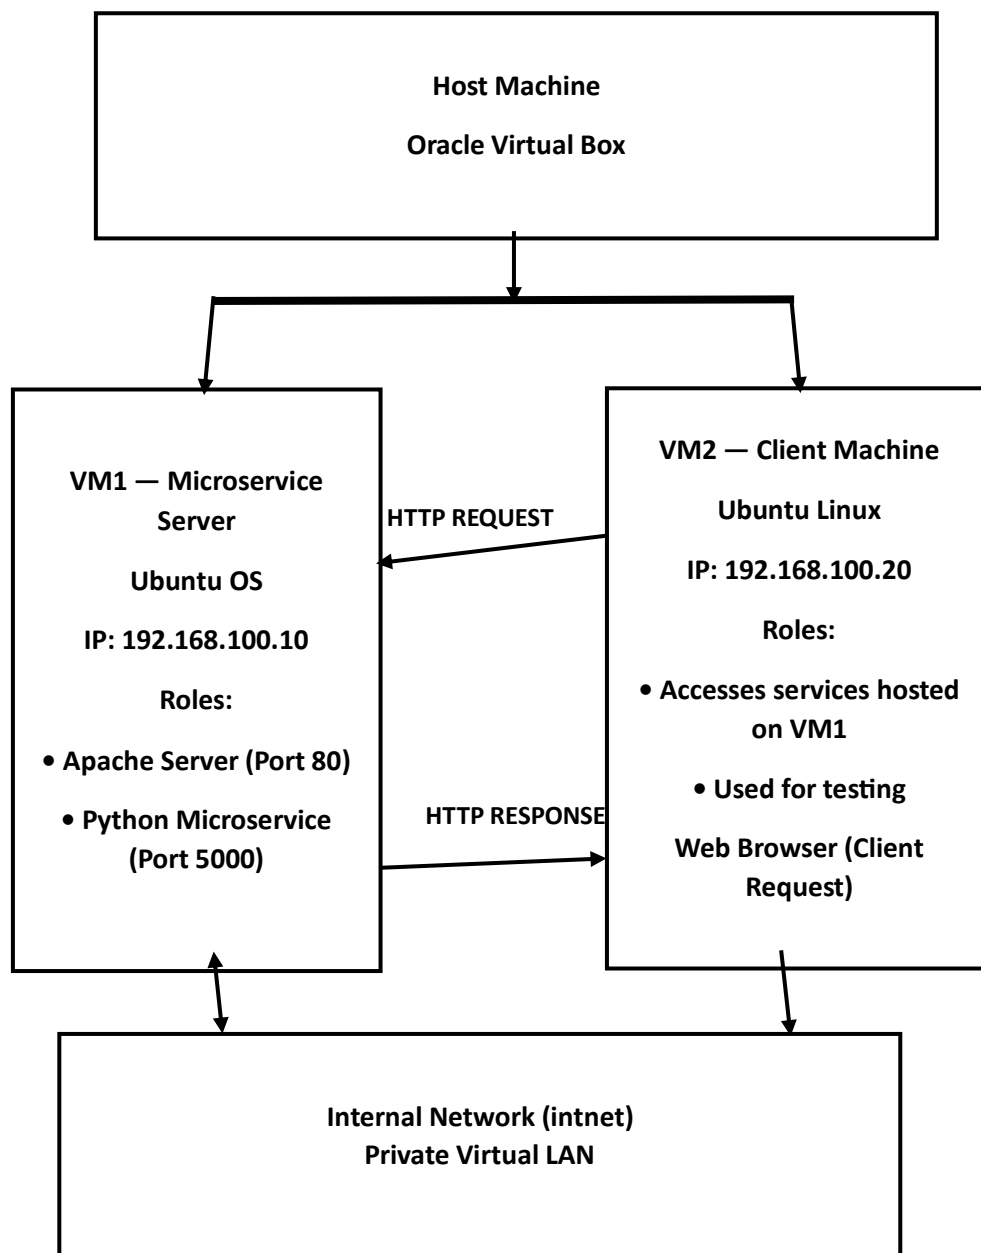 Host Machine
Oracle Virtual Box
VM1 — Microservice
Server
Ubuntu OS
IP: 192.168.100.10
Roles:
• Apache Server (Port 80)
• Python Microservice
(Port 5000)
HTTP REQUEST
HTTP RESPONSE
VM2 — Client Machine
Ubuntu Linux
IP: 192.168.100.20
Roles:
• Accesses services hosted
on VM1
• Used for testing
Web Browser (Client
Request)
Internal Network (intnet)
Private Virtual LAN